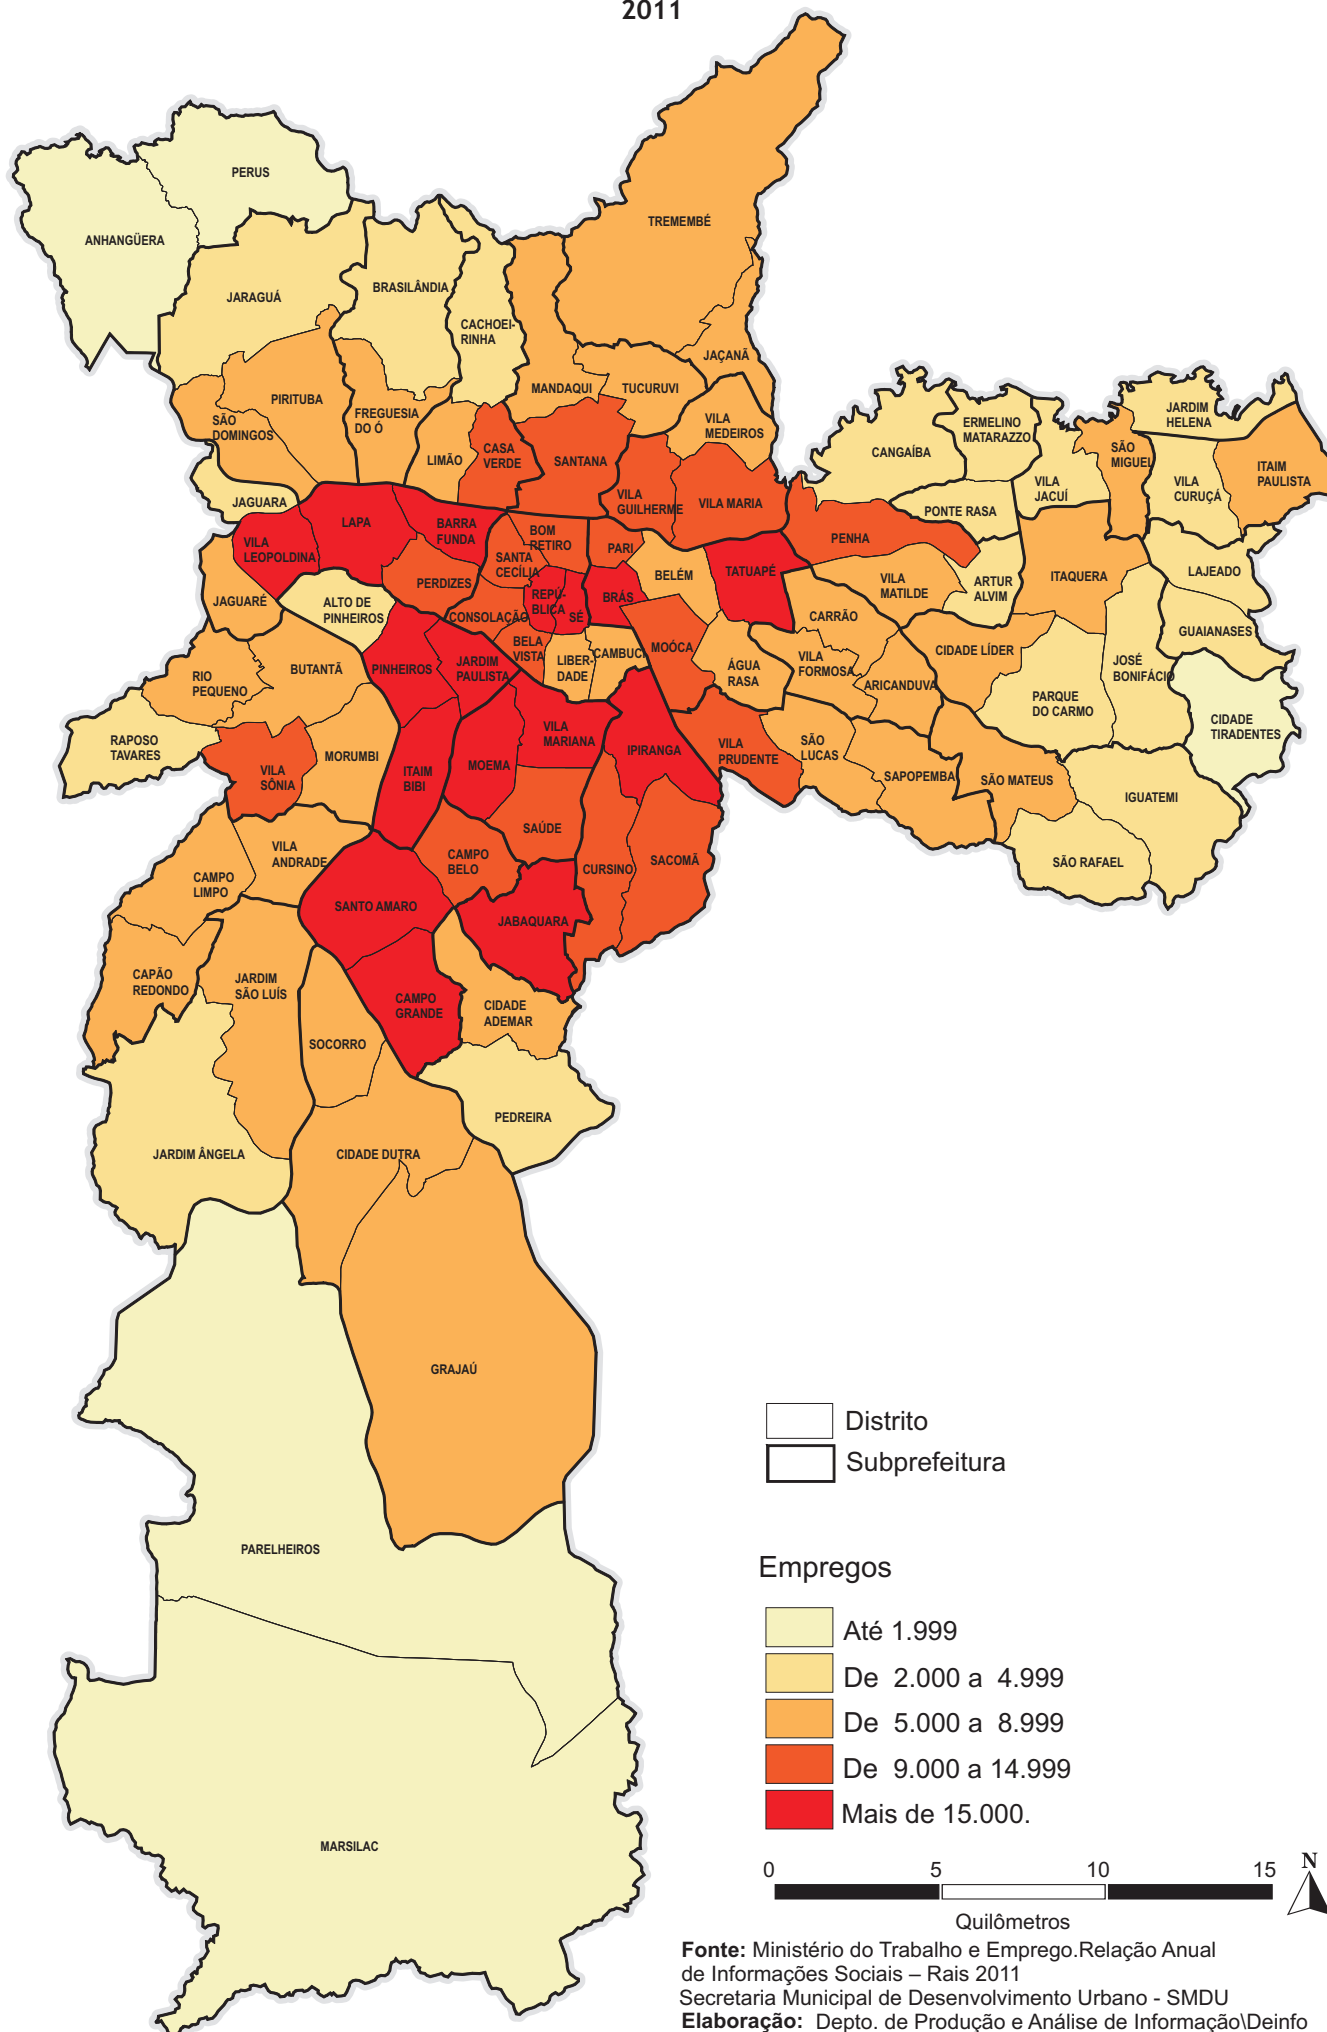 2011
PERUS
ANHANGÜERA
TREMEMBÉ
JARAGUÁ
BRASILÂNDIA
CACHOEI-
RINHA
JAÇANÃ
MANDAQUI
TUCURUVI
PIRITUBA
FREGUESIA
DO Ó
SÃO
DOMINGOS
LIMÃO
CASA
VERDE
SANTANA
VILA
MEDEIROS
CANGAÍBA
ERMELINO
MATARAZZO
JARDIM
HELENA
SÃO
MIGUEL
ITAIM
PAULISTA
VILA
JACUÍ
VILA
CURUÇÁ
JAGUARA
LAPA
BARRA
FUNDA
VILA
GUILHERME
VILA MARIA
PONTE RASA
PENHA
VILA
LEOPOLDINA
BOM
RETIRO
SANTA
CECÍLIA
PARI
PERDIZES
BELÉM
TATUAPÉ
VILA
MATILDE
ARTUR
ALVIM
ITAQUERA
LAJEADO
JAGUARÉ
ALTO DE
PINHEIROS
CONSOLAÇÃO
REPÚ-
BLICA
SÉ
BRÁS
CARRÃO
GUAIANASES
RIO
PEQUENO
BUTANTÃ
PINHEIROS
JARDIM
PAULISTA
BELA
VISTA
LIBER-
DADE
CAMBUCI
MOÓCA
ÁGUA
RASA
VILA
FORMOSA
ARICANDUVA
CIDADE LÍDER
PARQUE
DO CARMO
JOSÉ
BONIFÁCIO
CIDADE
TIRADENTES
RAPOSO
TAVARES
VILA
SÔNIA
MORUMBI
ITAIM
BIBI
MOEMA
VILA
MARIANA
IPIRANGA
VILA
PRUDENTE
SÃO
LUCAS
SAPOPEMBA
SÃO MATEUS
IGUATEMI
SÃO RAFAEL
VILA
ANDRADE
CAMPO
LIMPO
CAMPO
BELO
SAÚDE
CURSINO
SACOMÃ
SANTO AMARO
JABAQUARA
CAPÃO
REDONDO
JARDIM
SÃO LUÍS
SOCORRO
CAMPO
GRANDE
CIDADE
ADEMAR
PEDREIRA
JARDIM ÂNGELA
CIDADE DUTRA
GRAJAÚ
PARELHEIROS
MARSILAC
Distrito
Subprefeitura
Empregos
Até 1.999
De 2.000 a 4.999
De 5.000 a 8.999
De 9.000 a 14.999
Mais de 15.000.
0 5 10 15
N
Quilômetros
Fonte: Ministério do Trabalho e Emprego.Relação Anual
de Informações Sociais – Rais 2011
Secretaria Municipal de Desenvolvimento Urbano - SMDU
Elaboração: Depto. de Produção e Análise de Informação\Deinfo